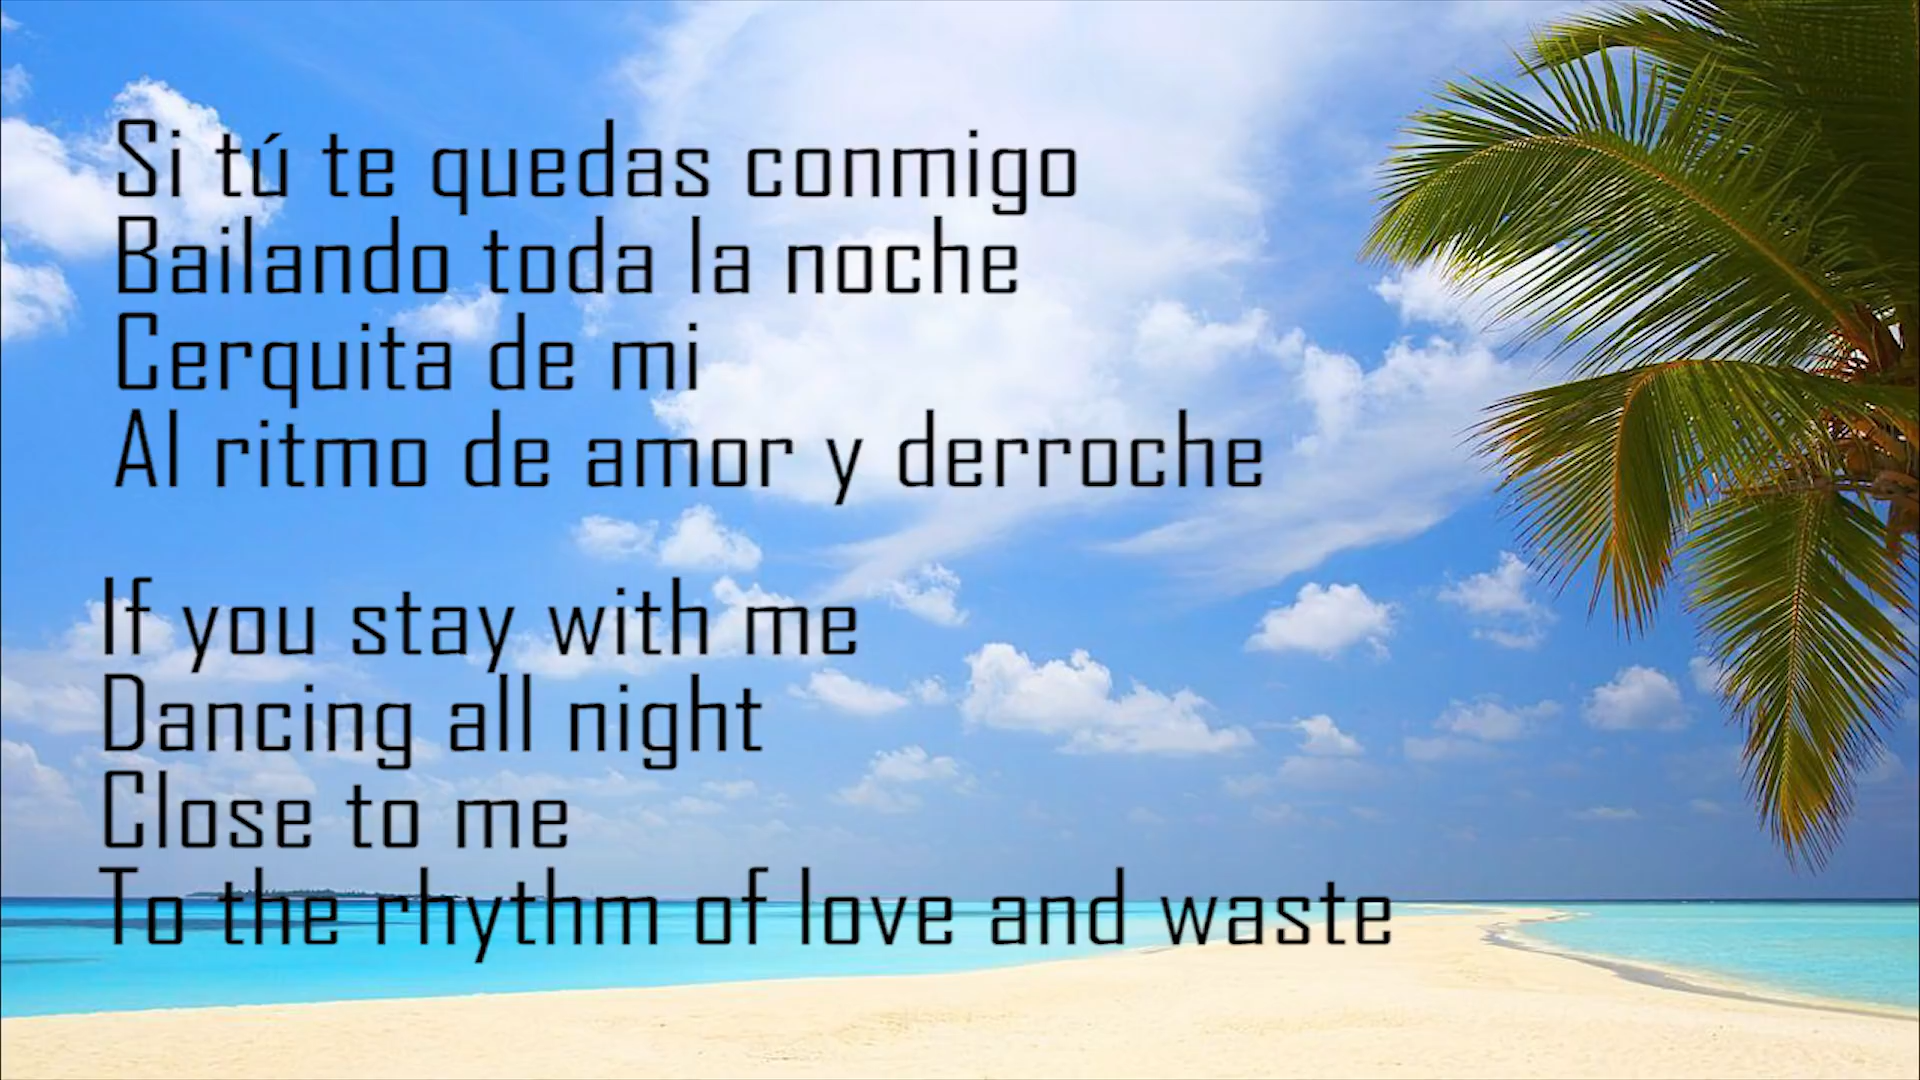 Si tú te quedas conmigo
Bailando toda la noche
Cerquita de mi
Al ritmo de amor y derroche
If you stay with me
Dancing all night
Close to me
To the rhythm of love and waste